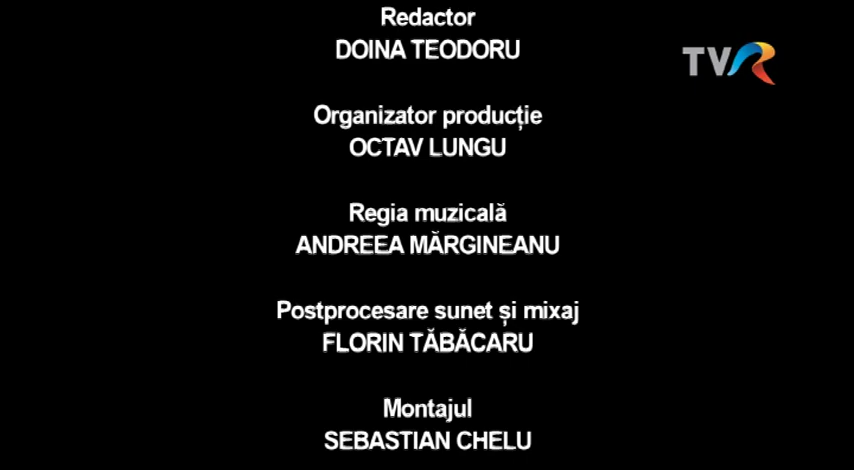 Redactor
DOINA TEODORU
TVR
Organizator producție
OCTAV LUNGU
Regia muzicală
ANDREEA MĂRGINEANU
Postprocesare sunet și mixaj
FLORIN TĂBĂCARU
Montajul
SEBASTIAN CHELU